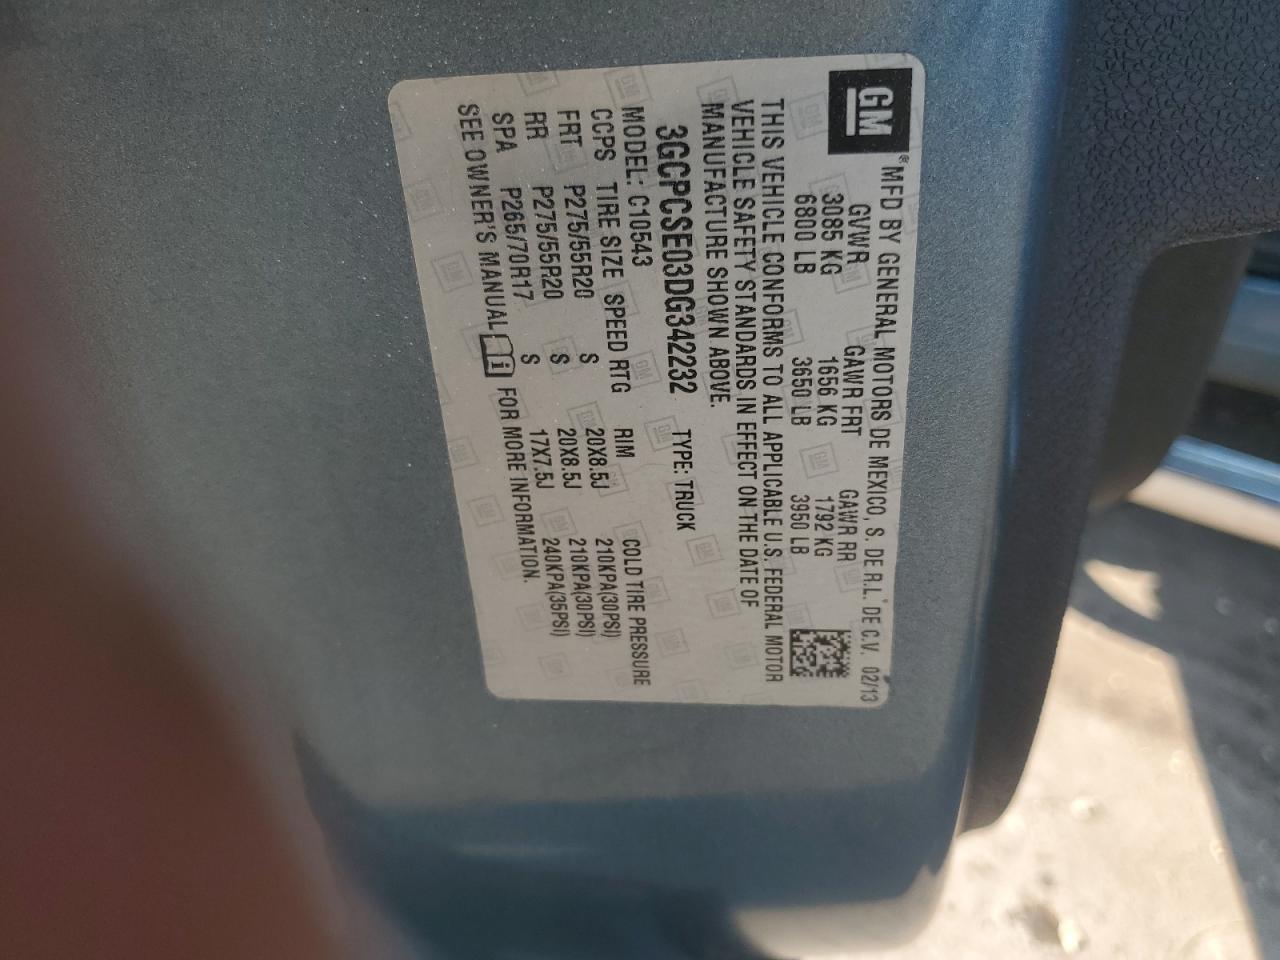 GM
® MFD BY GENERAL MOTORS DE MEXICO, S. DE R.L. DE C.V. 02/13
GVWR GAWR FRT GAWR RR
3085 KG 1656 KG 1792 KG
6800 LB 3650 LB 3950 LB
THIS VEHICLE CONFORMS TO ALL APPLICABLE U.S. FEDERAL MOTOR
VEHICLE SAFETY STANDARDS IN EFFECT ON THE DATE OF
MANUFACTURE SHOWN ABOVE.
3GCPCSE03DG342232 TYPE: TRUCK
MODEL: C10543
CCPS TIRE SIZE SPEED RTG RIM COLD TIRE PRESSURE
FRT P275/55R20 S 20X8.5J 210KPA(30PSI)
RR P275/55R20 S 20X8.5J 210KPA(30PSI)
SPA P265/70R17 S 17X7.5J 240KPA(35PSI)
SEE OWNER'S MANUAL i FOR MORE INFORMATION.